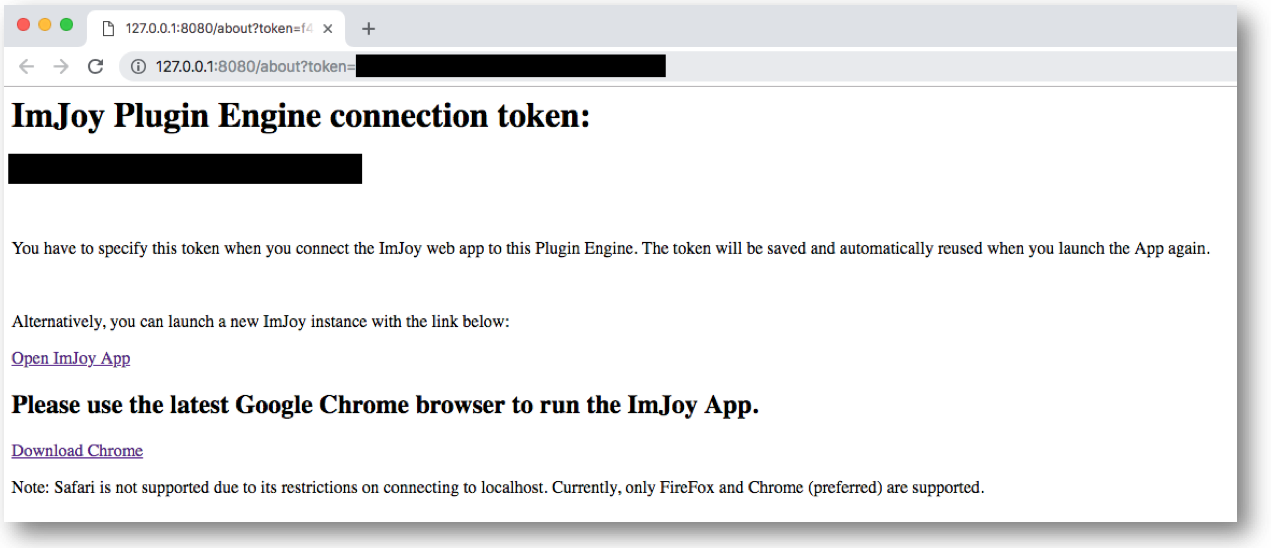 127.0.0.1:8080/about?token=f4
127.0.0.1:8080/about?token=
ImJoy Plugin Engine connection token:
You have to specify this token when you connect the ImJoy web app to this Plugin Engine. The token will be saved and automatically reused when you launch the App again.
Alternatively, you can launch a new ImJoy instance with the link below:
Open ImJoy App
Please use the latest Google Chrome browser to run the ImJoy App.
Download Chrome
Note: Safari is not supported due to its restrictions on connecting to localhost. Currently, only FireFox and Chrome (preferred) are supported.